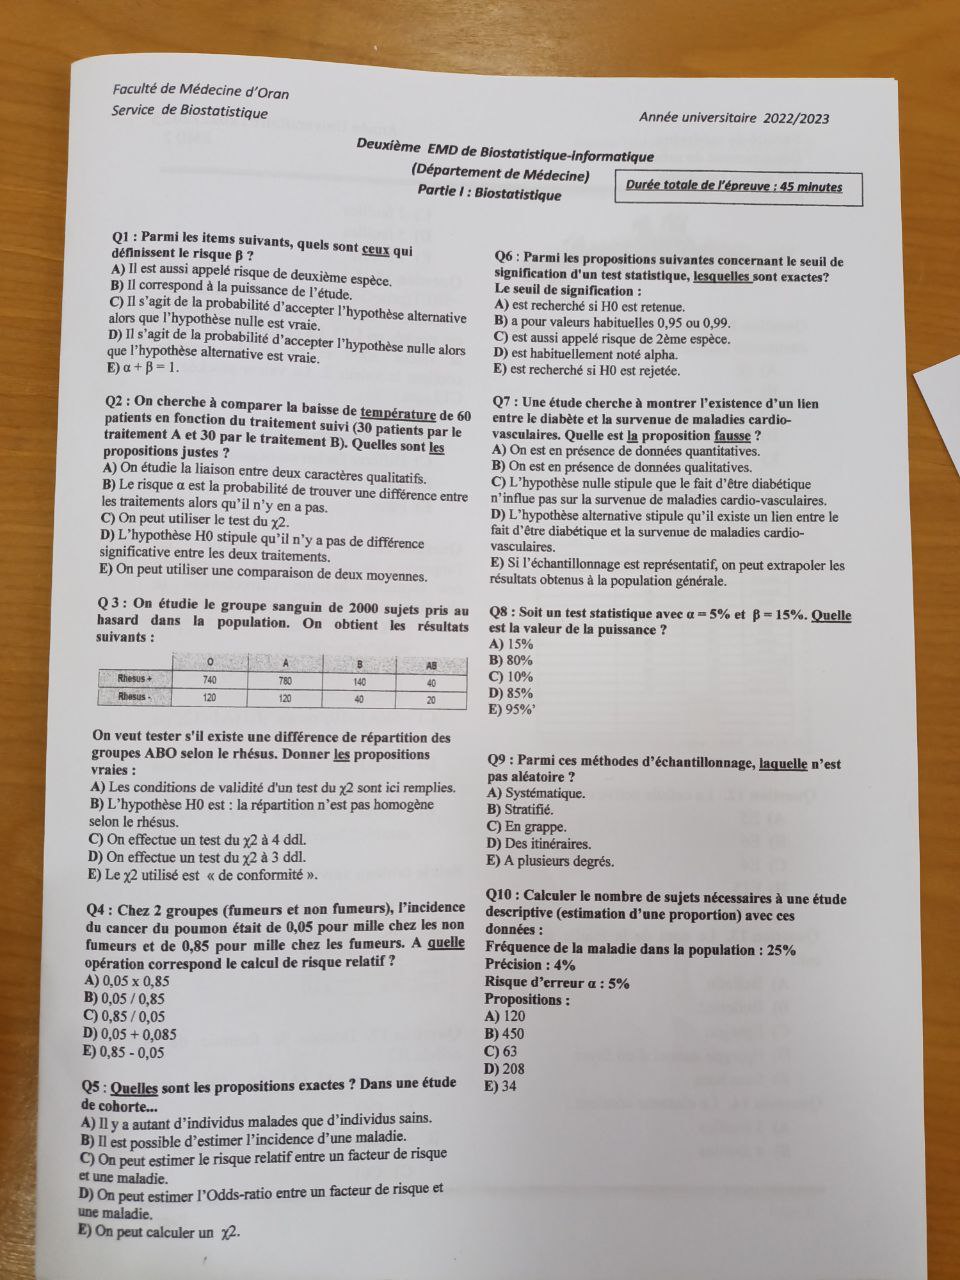 Faculté de Médecine d'Oran
Service de Biostatistique
Année universitaire 2022/2023
Deuxième EMD de Biostatistique-Informatique
(Département de Médecine)
Partie I : Biostatistique
Durée totale de l'épreuve : 45 minutes
Q1 : Parmi les items suivants, quels sont ceux qui
définissent le risque β ?
A) Il est aussi appelé risque de deuxième espèce.
B) Il correspond à la puissance de l'étude.
C) Il s'agit de la probabilité d'accepter l'hypothèse alternative
alors que l'hypothèse nulle est vraie.
D) Il s'agit de la probabilité d'accepter l'hypothèse nulle alors
que l'hypothèse alternative est vraie.
E) α + β = 1.
Q2 : On cherche à comparer la baisse de température de 60
patients en fonction du traitement suivi (30 patients par le
traitement A et 30 par le traitement B). Quelles sont les
propositions justes ?
A) On étudie la liaison entre deux caractères qualitatifs.
B) Le risque α est la probabilité de trouver une différence entre
les traitements alors qu'il n'y en a pas.
C) On peut utiliser le test du χ2.
D) L'hypothèse H0 stipule qu'il n'y a pas de différence
significative entre les deux traitements.
E) On peut utiliser une comparaison de deux moyennes.
Q 3 : On étudie le groupe sanguin de 2000 sujets pris au
hasard dans la population. On obtient les résultats
suivants :
O A B AB
Rhesus + 740 780 140 40
Rhesus - 120 120 40 20
On veut tester s'il existe une différence de répartition des
groupes ABO selon le rhésus. Donner les propositions
vraies :
A) Les conditions de validité d'un test du χ2 sont ici remplies.
B) L'hypothèse H0 est : la répartition n'est pas homogène
selon le rhésus.
C) On effectue un test du χ2 à 4 ddl.
D) On effectue un test du χ2 à 3 ddl.
E) Le χ2 utilisé est « de conformité ».
Q4 : Chez 2 groupes (fumeurs et non fumeurs), l'incidence
du cancer du poumon était de 0,05 pour mille chez les non
fumeurs et de 0,85 pour mille chez les fumeurs. A quelle
opération correspond le calcul de risque relatif ?
A) 0,05 x 0,85
B) 0,05 / 0,85
C) 0,85 / 0,05
D) 0,05 + 0,085
E) 0,85 - 0,05
Q5 : Quelles sont les propositions exactes ? Dans une étude
de cohorte...
A) Il y a autant d'individus malades que d'individus sains.
B) Il est possible d'estimer l'incidence d'une maladie.
C) On peut estimer le risque relatif entre un facteur de risque
et une maladie.
D) On peut estimer l'Odds-ratio entre un facteur de risque et
une maladie.
E) On peut calculer un χ2.
Q6 : Parmi les propositions suivantes concernant le seuil de
signification d'un test statistique, lesquelles sont exactes?
Le seuil de signification :
A) est recherché si H0 est retenue.
B) a pour valeurs habituelles 0,95 ou 0,99.
C) est aussi appelé risque de 2ème espèce.
D) est habituellement noté alpha.
E) est recherché si H0 est rejetée.
Q7 : Une étude cherche à montrer l'existence d'un lien
entre le diabète et la survenue de maladies cardio-
vasculaires. Quelle est la proposition fausse ?
A) On est en présence de données quantitatives.
B) On est en présence de données qualitatives.
C) L'hypothèse nulle stipule que le fait d'être diabétique
n'influe pas sur la survenue de maladies cardio-vasculaires.
D) L'hypothèse alternative stipule qu'il existe un lien entre le
fait d'être diabétique et la survenue de maladies cardio-
vasculaires.
E) Si l'échantillonnage est représentatif, on peut extrapoler les
résultats obtenus à la population générale.
Q8 : Soit un test statistique avec α = 5% et β = 15%. Quelle
est la valeur de la puissance ?
A) 15%
B) 80%
C) 10%
D) 85%
E) 95%'
Q9 : Parmi ces méthodes d'échantillonnage, laquelle n'est
pas aléatoire ?
A) Systématique.
B) Stratifié.
C) En grappe.
D) Des itinéraires.
E) A plusieurs degrés.
Q10 : Calculer le nombre de sujets nécessaires à une étude
descriptive (estimation d'une proportion) avec ces
données :
Fréquence de la maladie dans la population : 25%
Précision : 4%
Risque d'erreur α : 5%
Propositions :
A) 120
B) 450
C) 63
D) 208
E) 34